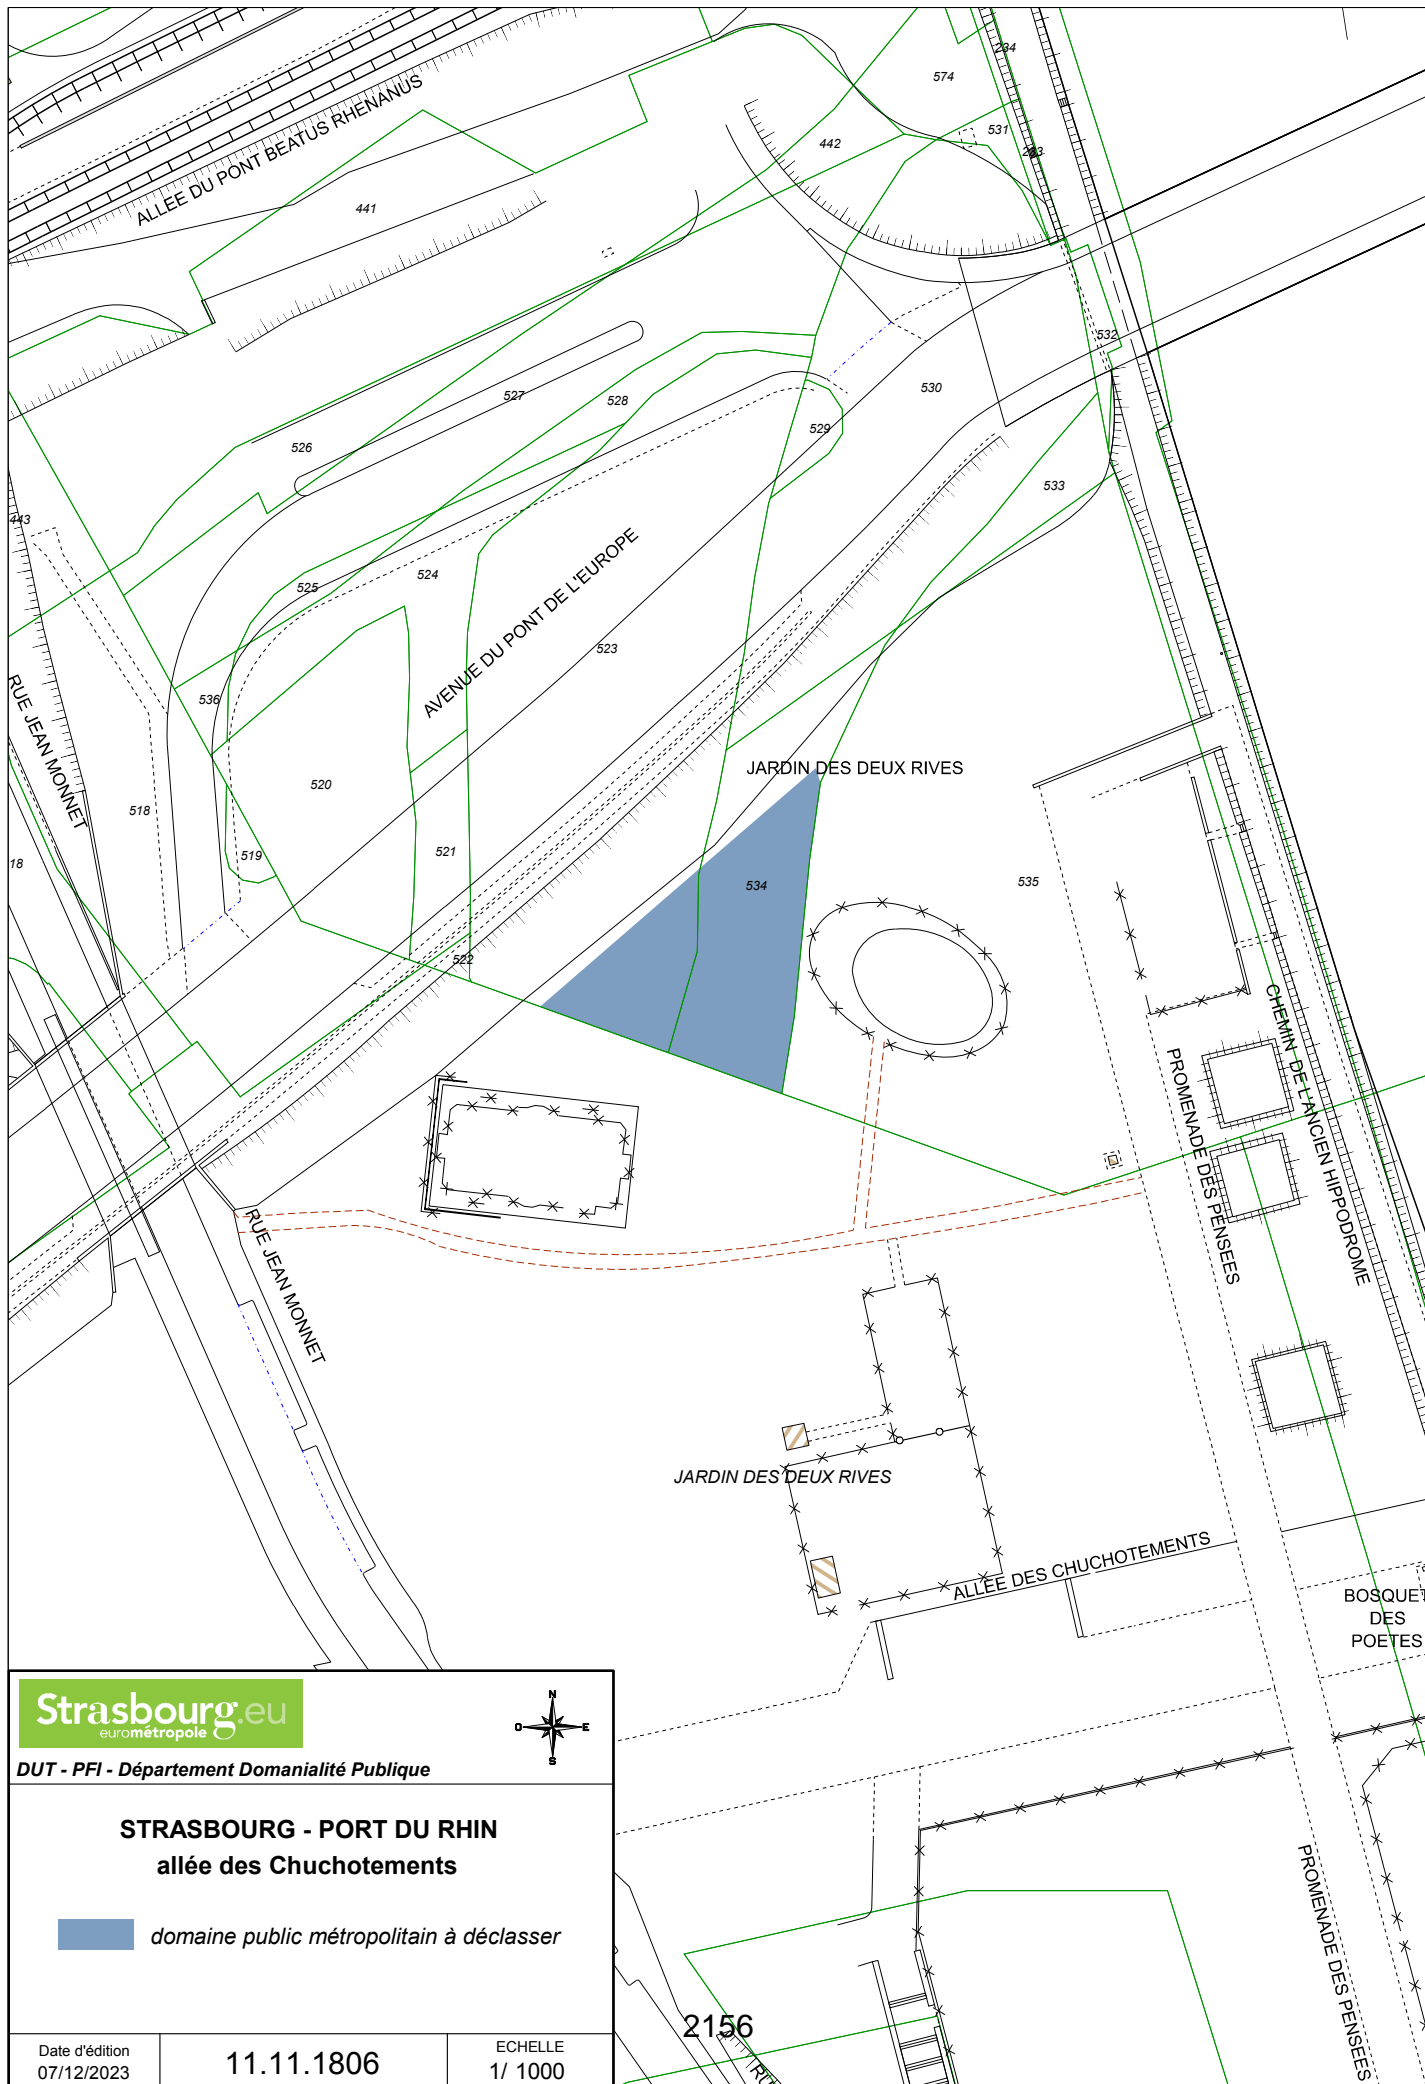 234
574
531
442
ALLEE DU PONT BEATUS RHENANUS
441
532
530
527
528
526
529
533
443
525
524
AVENUE DU PONT DE L'EUROPE
523
536
RUE JEAN MONNET
JARDIN DES DEUX RIVES
520
518
519
521
18
534
535
522
CHEMIN DE L'ANCIEN HIPPODROME
PROMENADE DES PENSEES
RUE JEAN MONNET
JARDIN DES DEUX RIVES
ALLEE DES CHUCHOTEMENTS
BOSQUET
DES
POETES
PROMENADE DES PENSEES
2156
Strasbourg.eu
eurométropole
N
O E
S
DUT - PFI - Département Domanialité Publique
STRASBOURG - PORT DU RHIN
allée des Chuchotements
domaine public métropolitain à déclasser
Date d'édition
07/12/2023
11.11.1806
ECHELLE
1/ 1000